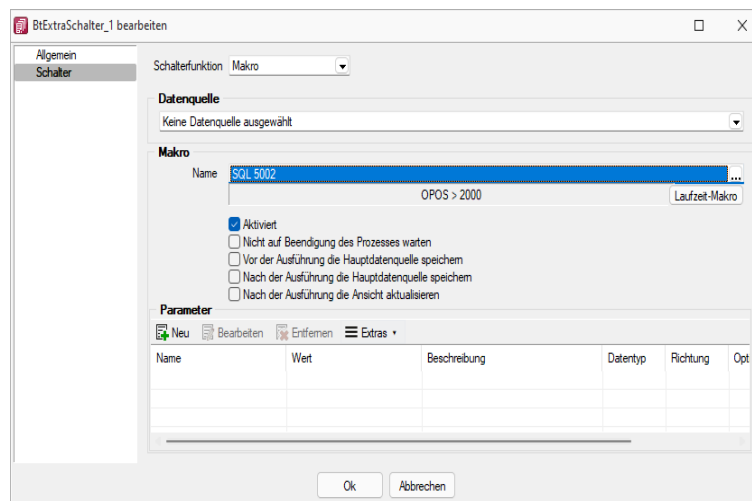 BtExtraSchalter_1 bearbeiten
Allgemein
Schalter
Schalterfunktion Makro
Datenquelle
Keine Datenquelle ausgewählt
Makro
Name SQL 5002 ...
OPOS > 2000 Laufzeit-Makro
Aktiviert
Nicht auf Beendigung des Prozesses warten
Vor der Ausführung die Hauptdatenquelle speichern
Nach der Ausführung die Hauptdatenquelle speichern
Nach der Ausführung die Ansicht aktualisieren
Parameter
Neu Bearbeiten Entfernen Extras
Name Wert Beschreibung Datentyp Richtung Opt
Ok Abbrechen